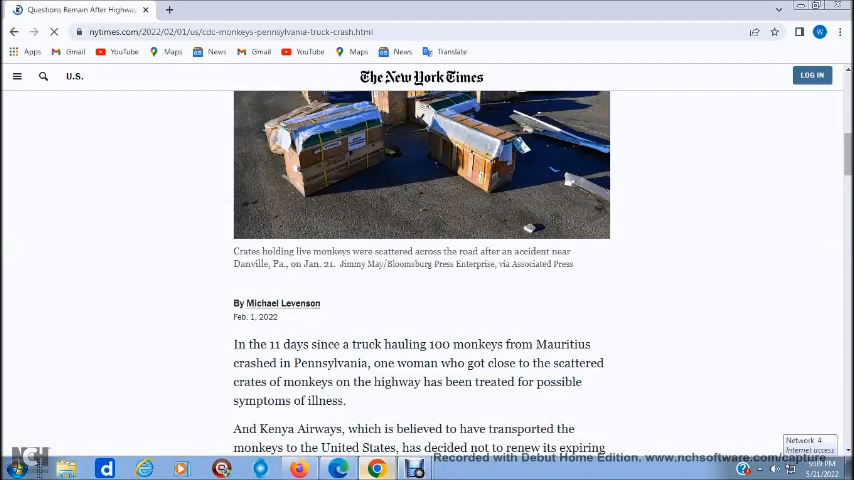 Questions Remain After Highway
nytimes.com/2022/02/01/us/cdc-monkeys-pennsylvania-truck-crash.html
Apps Gmail YouTube Maps News Gmail YouTube Maps News Translate
U.S.
The New York Times
LOG IN
Crates holding live monkeys were scattered across the road after an accident near
Danville, Pa., on Jan. 21. Jimmy May/Bloomsburg Press Enterprise, via Associated Press
By Michael Levenson
Feb. 1, 2022
In the 11 days since a truck hauling 100 monkeys from Mauritius
crashed in Pennsylvania, one woman who got close to the scattered
crates of monkeys on the highway has been treated for possible
symptoms of illness.
And Kenya Airways, which is believed to have transported the
monkeys to the United States, has decided not to renew its expiring
Network 4
Internet access
NCH
Recorded with Debut Home Edition. www.nchsoftware.com/capture
9:09 PM
5/21/2022